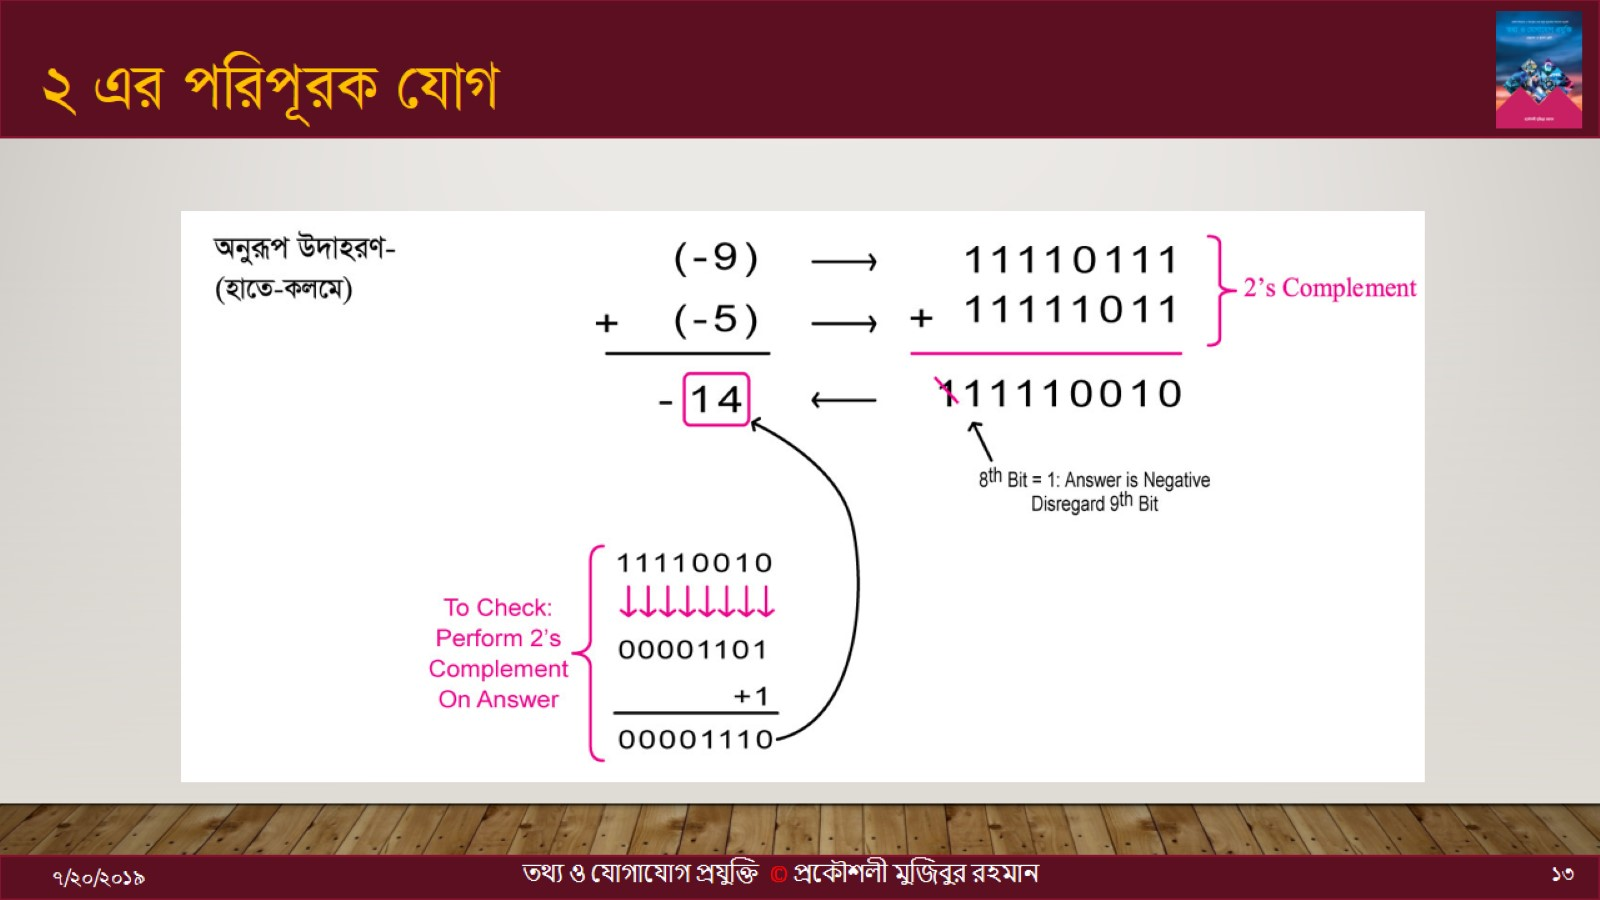 ২ এর পরিপূরক যোগ
তথ্য ও যোগাযোগ প্রযুক্তি
অনুরূপ উদাহরণ-
(হাতে-কলমে)
(-9) → 11110111
+ (-5) → + 11111011
2's Complement
-14 ← 111110010
8th Bit = 1: Answer is Negative
Disregard 9th Bit
To Check:
Perform 2's
Complement
On Answer
11110010
↓↓↓↓↓↓↓↓
00001101
+1
00001110
৭/২০/২০১৯
তথ্য ও যোগাযোগ প্রযুক্তি © প্রকৌশলী মুজিবুর রহমান
১৩